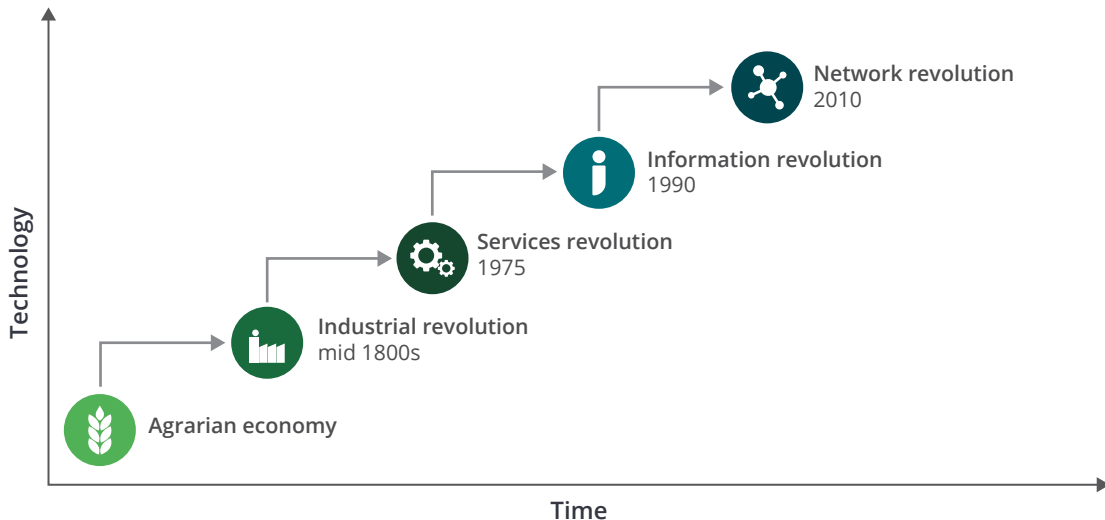 Network revolution
2010
Information revolution
1990
Services revolution
1975
Industrial revolution
mid 1800s
Agrarian economy
Technology
Time